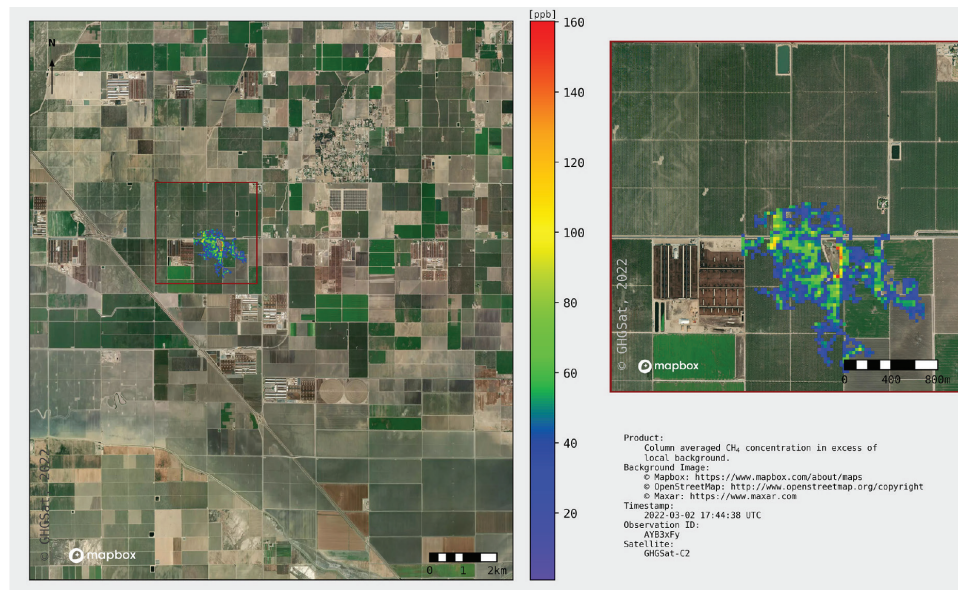 N
© GHGSat, 2022
mapbox
0 1 2km
[ppb]
160
140
120
100
80
60
40
20
© GHGSat, 2022
mapbox
0 400 800m
Product:
Column averaged CH₄ concentration in excess of
local background.
Background Image:
© Mapbox: https://www.mapbox.com/about/maps
© OpenStreetMap: http://www.openstreetmap.org/copyright
© Maxar: https://www.maxar.com
Timestamp:
2022-03-02 17:44:38 UTC
Observation ID:
AYB3xFy
Satellite:
GHGSat-C2